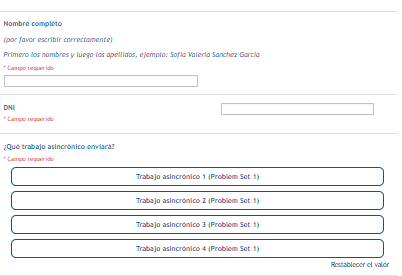 Nombre completo
(por favor escribir correctamente)
Primero los nombres y luego los apellidos, ejemplo: Sofia Valeria Sanchez Garcia
* Campo requerido
DNI
* Campo requerido
¿Qué trabajo asincrónico enviará?
* Campo requerido
Trabajo asincrónico 1 (Problem Set 1)
Trabajo asincrónico 2 (Problem Set 1)
Trabajo asincrónico 3 (Problem Set 1)
Trabajo asincrónico 4 (Problem Set 1)
Restablecer el valor